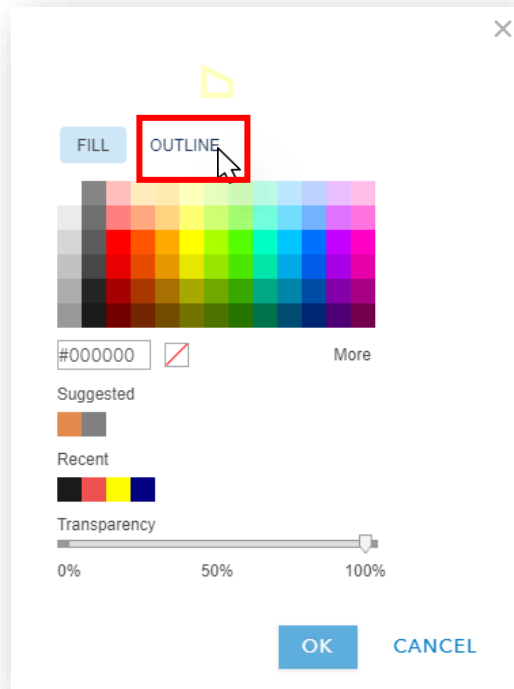 FILL OUTLINE
#000000 More
Suggested
Recent
Transparency
0% 50% 100%
OK CANCEL